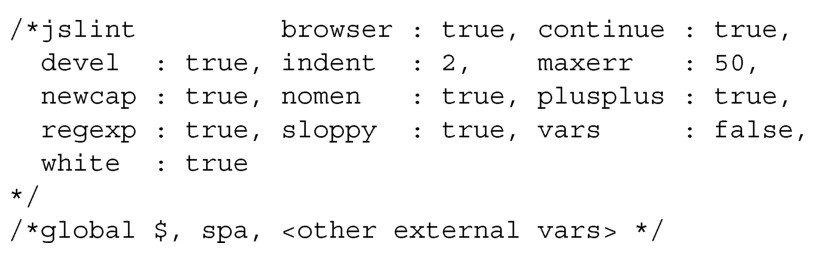 /*jslint         browser : true, continue : true,
  devel  : true, indent  : 2,    maxerr   : 50,
  newcap : true, nomen   : true, plusplus : true,
  regexp : true, sloppy  : true, vars     : false,
  white  : true
*/
/*global $, spa, <other external vars> */